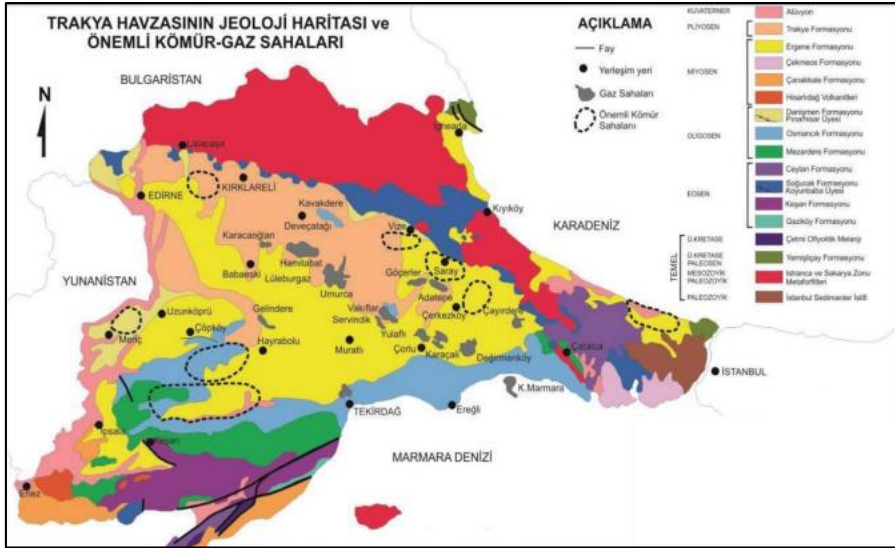 TRAKYA HAVZASININ JEOLOJİ HARİTASI ve
ÖNEMLİ KÖMÜR-GAZ SAHALARI
BULGARİSTAN
N
YUNANİSTAN
KARADENİZ
MARMARA DENİZİ
AÇIKLAMA
Fay
Yerleşim yeri
Gaz Sahaları
Önemli Kömür
Sahaları
KUVATERNER
Alüvyon
PLİYOSEN
Trakya Formasyonu
MİYOSEN
Ergene Formasyonu
Çekmece Formasyonu
Çanakkale Formasyonu
Hisarlıdağ Volkanitleri
OLİGOSEN
Danişmen Formasyonu
Pınarhisar Üyesi
Osmancık Formasyonu
Mezardere Formasyonu
EOSEN
Ceylan Formasyonu
Soğucak Formasyonu
Koyunbaba Üyesi
Keşan Formasyonu
Gaziköy Formasyonu
TEMEL
Ü.KRETASE
Çetmi Ofiyolitik Melanjı
Ü.KRETASE
PALEOSEN
Yemişliçay Formasyonu
MESOZOYİK
PALEOZOYİK
Istranca ve Sakarya Zonu
Metamorfitleri
PALEOZOYİK
İstanbul Sedimanter İstifi
İğneada
Lalapaşa
EDİRNE
KIRKLARELİ
Kavakdere
Deveçatağı
Vize
Kıyıköy
Karacaoğlan
Hamitabat
Babaeski
Lüleburgaz
Umurca
Göçerler
Saray
Adatepe
Çerkezköy
Çayırdere
Uzunköprü
Çöpköy
Meriç
Gelindere
Hayrabolu
Vakıflar
Servindik
Yulaflı
Muratlı
Çorlu
Karaçalı
Değirmenköy
Çatalca
İSTANBUL
K.Marmara
TEKİRDAĞ
Ereğli
İpsala
Keşan
Enez